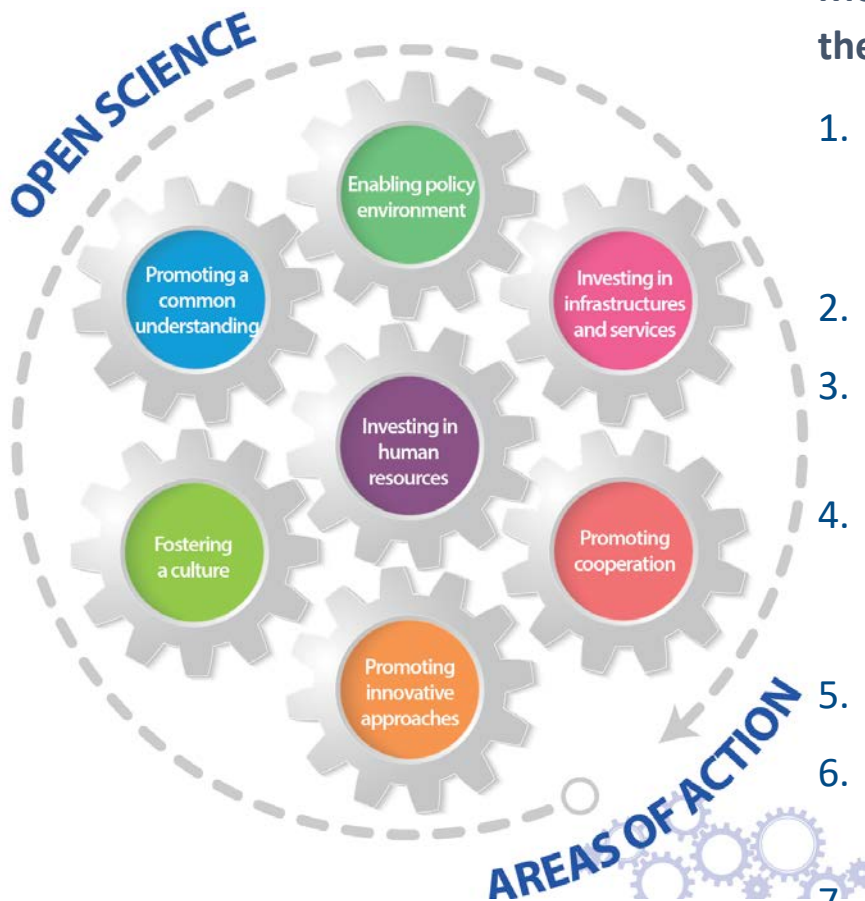 the
OPEN SCIENCE
Enabling policy
environment
Promoting a
common
understanding
Investing in
infrastructures
and services
Investing in
human
resources
Fostering
a culture
Promoting
cooperation
Promoting
innovative
approaches
AREAS OF ACTION
1.
2.
3.
4.
5.
6.
7.